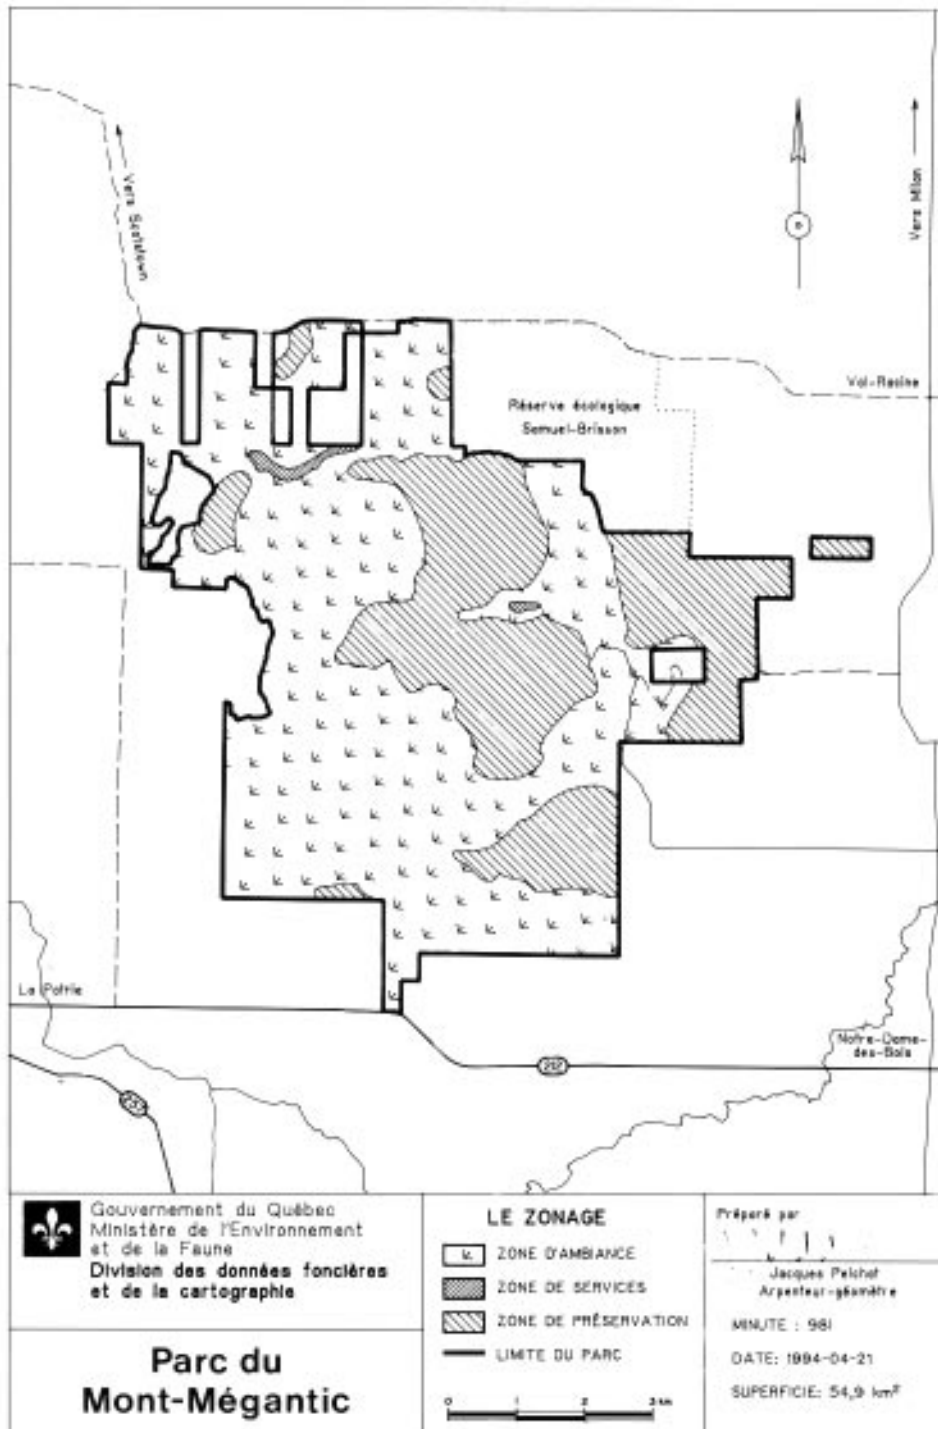 Vers Scotstown
Vers Milan
Val-Racine
Réserve écologique
Samuel-Brisson
La Patrie
Notre-Dame-
des-Bois
212
Gouvernement du Québec
Ministère de l'Environnement
et de la Faune
Division des données foncières
et de la cartographie
Parc du
Mont-Mégantic
LE ZONAGE
ZONE D'AMBIANCE
ZONE DE SERVICES
ZONE DE PRÉSERVATION
LIMITE DU PARC
0 1 2 3 km
Préparé par
Jacques Pelchat
Arpenteur-géomètre
MINUTE : 981
DATE: 1994-04-21
SUPERFICIE: 54,9 km²